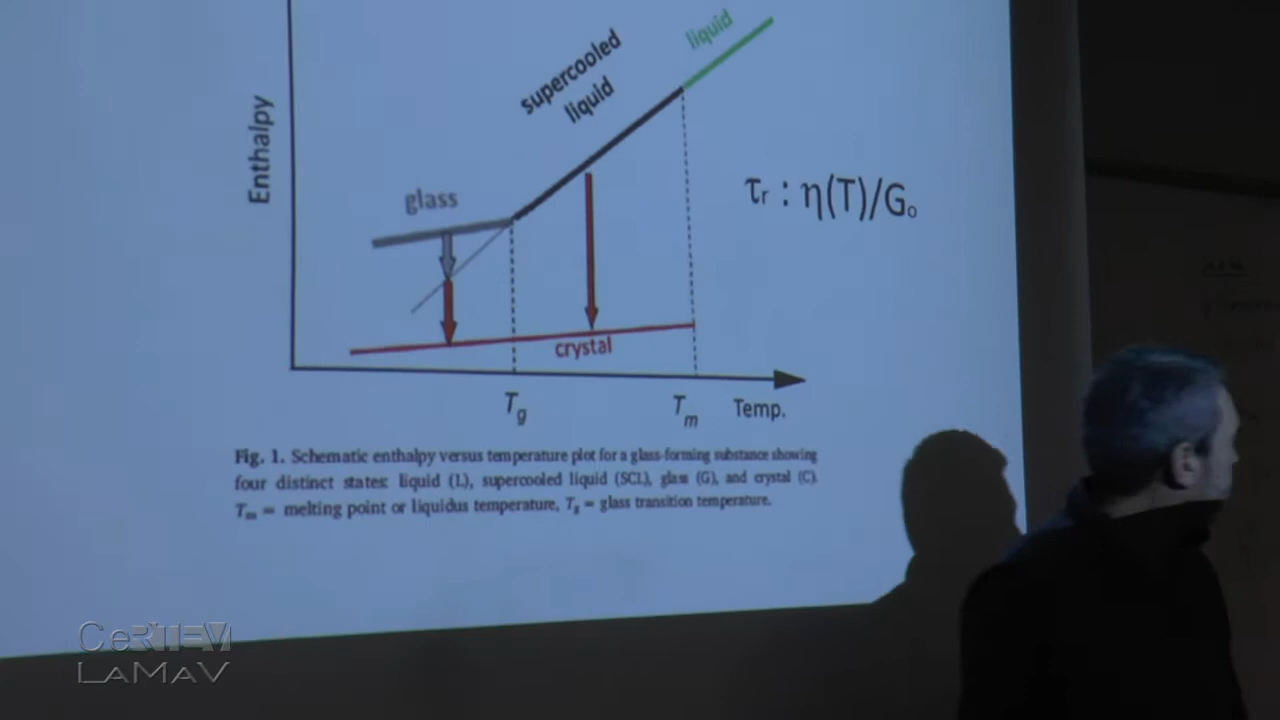 liquid
supercooled
liquid
Enthalpy
glass
τr : η(T)/G₀
crystal
Tg
Tm
Temp.
Fig. 1. Schematic enthalpy versus temperature plot for a glass-forming substance showing
four distinct states: liquid (L), supercooled liquid (SCL), glass (G), and crystal (C).
Tm = melting point or liquidus temperature, Tg = glass transition temperature.
CeRTEV
LaMaV